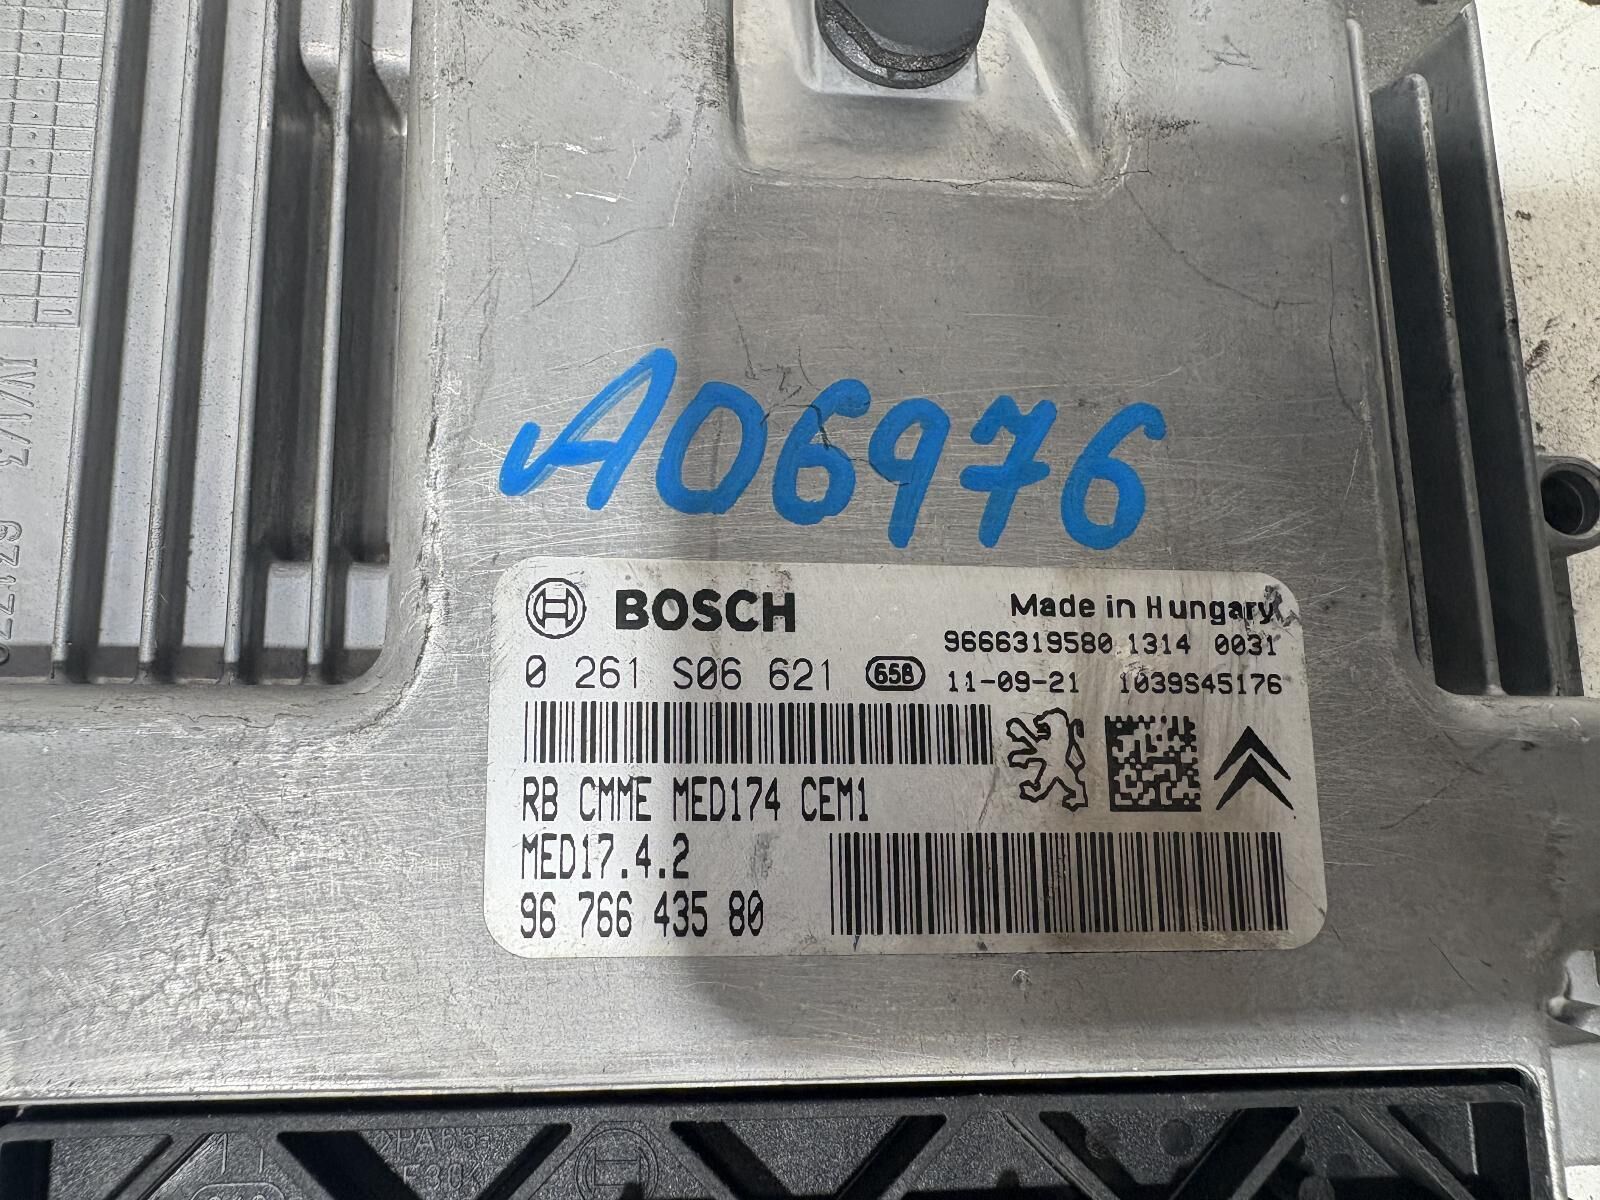 A06976
BOSCH
Made in Hungary
9666319580 1314 0031
0 261 S06 621 658 11-09-21 1039S45176
RB CMME MED174 CEM1
MED17.4.2
96 766 435 80